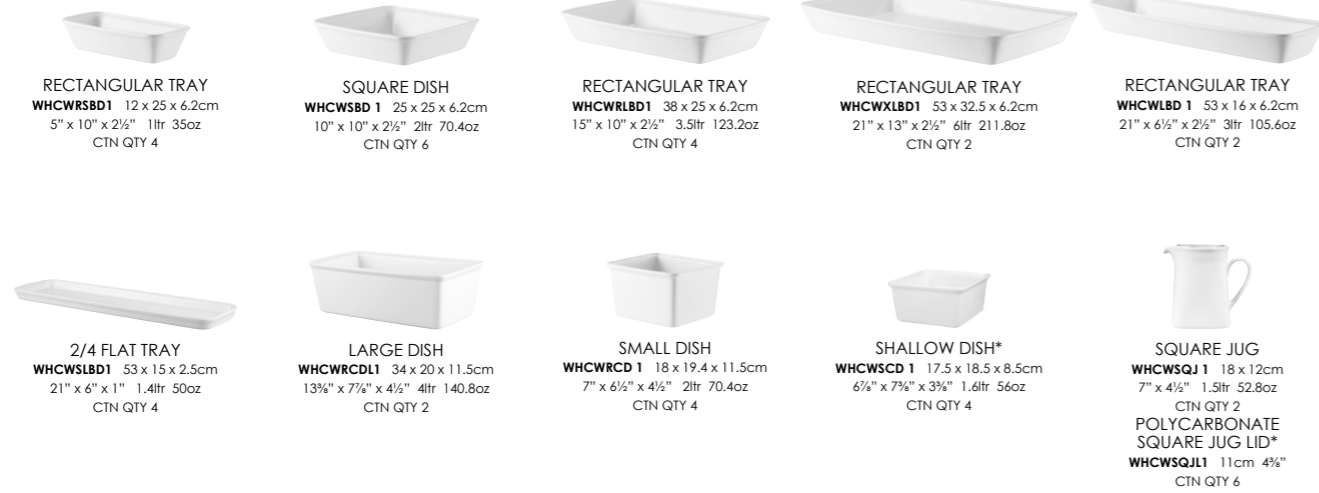 RECTANGULAR TRAY
WHCWRSBD1 12 x 25 x 6.2cm
5” x 10” x 2½” 1ltr 35oz
CTN QTY 4
SQUARE DISH
WHCWSBD 1 25 x 25 x 6.2cm
10” x 10” x 2½” 2ltr 70.4oz
CTN QTY 6
RECTANGULAR TRAY
WHCWRLBD1 38 x 25 x 6.2cm
15” x 10” x 2½” 3.5ltr 123.2oz
CTN QTY 4
RECTANGULAR TRAY
WHCWXLBD1 53 x 32.5 x 6.2cm
21” x 13” x 2½” 6ltr 211.8oz
CTN QTY 2
RECTANGULAR TRAY
WHCWLBD 1 53 x 16 x 6.2cm
21” x 6½” x 2½” 3ltr 105.6oz
CTN QTY 2
2/4 FLAT TRAY
WHCWSLBD1 53 x 15 x 2.5cm
21” x 6” x 1” 1.4ltr 50oz
CTN QTY 4
LARGE DISH
WHCWRCDL1 34 x 20 x 11.5cm
13⅜” x 7⅞” x 4½” 4ltr 140.8oz
CTN QTY 2
SMALL DISH
WHCWRCD 1 18 x 19.4 x 11.5cm
7” x 6½” x 4½” 2ltr 70.4oz
CTN QTY 4
SHALLOW DISH*
WHCWSCD 1 17.5 x 18.5 x 8.5cm
6⅞” x 7⅜” x 3⅜” 1.6ltr 56oz
CTN QTY 4
SQUARE JUG
WHCWSQJ 1 18 x 12cm
7” x 4½” 1.5ltr 52.8oz
CTN QTY 2
POLYCARBONATE
SQUARE JUG LID*
WHCWSQJL1 11cm 4⅜”
CTN QTY 6